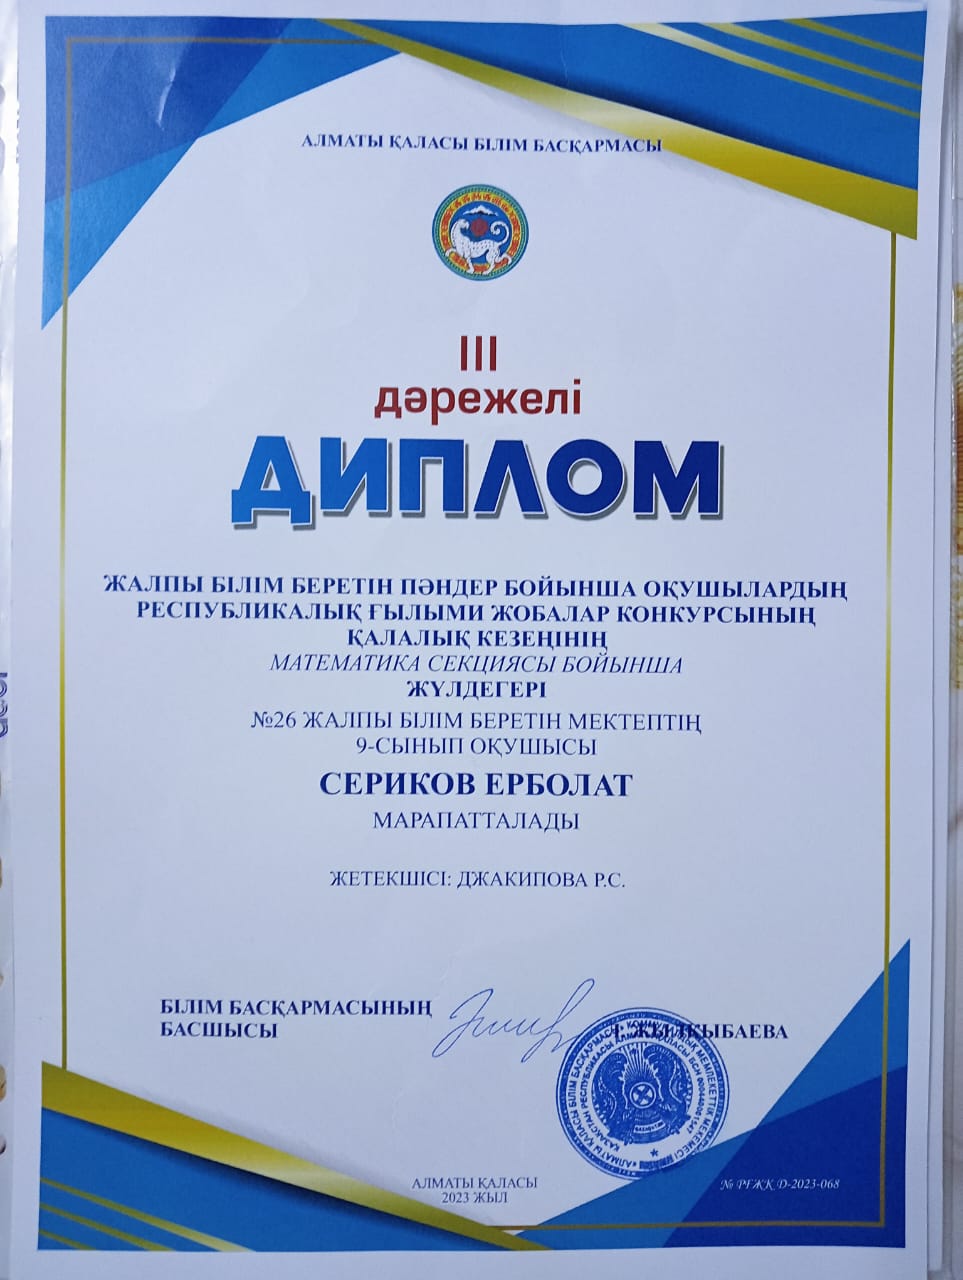 АЛМАТЫ ҚАЛАСЫ БІЛІМ БАСҚАРМАСЫ
III
дәрежелі
ДИПЛОМ
ЖАЛПЫ БІЛІМ БЕРЕТІН ПӘНДЕР БОЙЫНША ОҚУШЫЛАРДЫҢ
РЕСПУБЛИКАЛЫҚ ҒЫЛЫМИ ЖОБАЛАР КОНКУРСЫНЫҢ
ҚАЛАЛЫҚ КЕЗЕҢІНІҢ
МАТЕМАТИКА СЕКЦИЯСЫ БОЙЫНША
ЖҮЛДЕГЕРІ
№26 ЖАЛПЫ БІЛІМ БЕРЕТІН МЕКТЕПТІҢ
9-СЫНЫП ОҚУШЫСЫ
СЕРИКОВ ЕРБОЛАТ
МАРАПАТТАЛАДЫ
ЖЕТЕКШІСІ: ДЖАКИПОВА Р.С.
БІЛІМ БАСҚАРМАСЫНЫҢ
БАСШЫСЫ
ЖЫЛҚЫБАЕВА
АЛМАТЫ ҚАЛАСЫ
2023 ЖЫЛ
№ РҒЖК D-2023-068